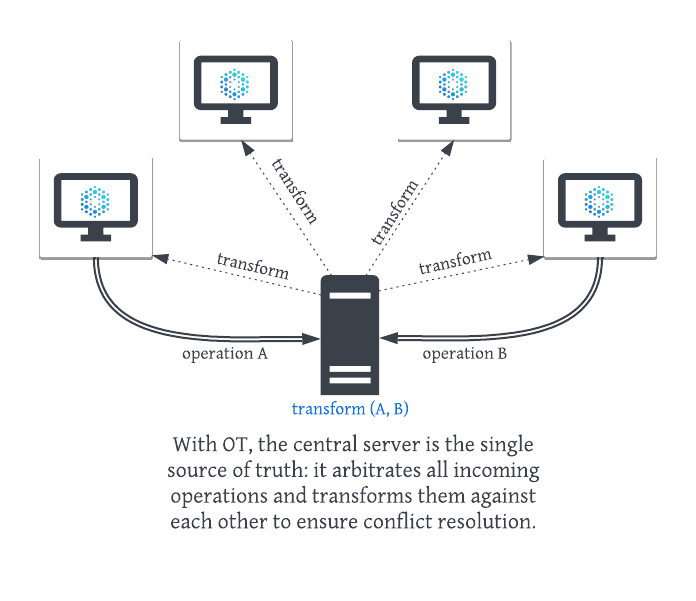 transform
transform
transform
transform
operation A
operation B
transform (A, B)
With OT, the central server is the single
source of truth: it arbitrates all incoming
operations and transforms them against
each other to ensure conflict resolution.